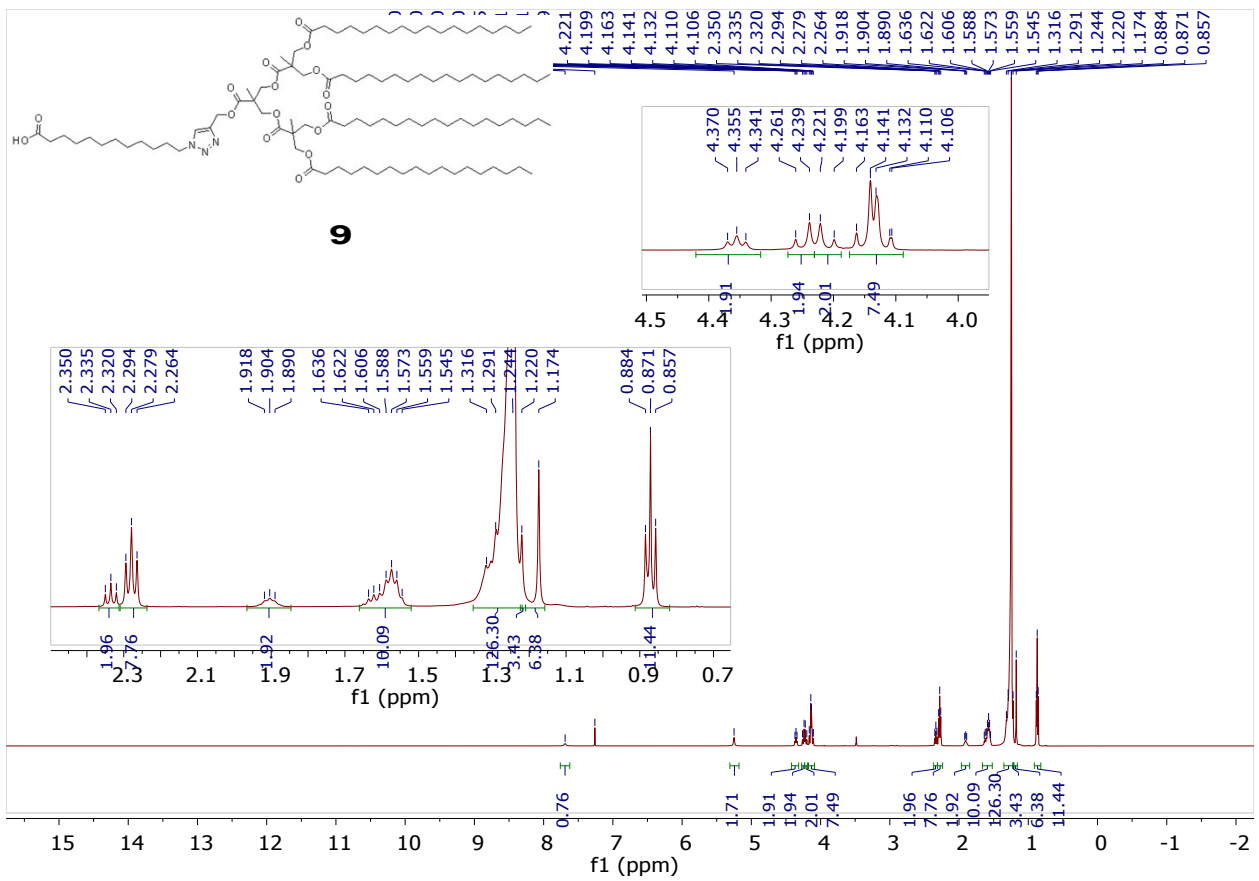 4.221 4.199 4.163 4.141 4.132 4.110 4.106 2.350 2.335 2.320 2.294 2.279 2.264 1.918 1.904 1.890 1.636 1.622 1.606 1.588 1.573 1.559 1.545 1.316 1.291 1.244 1.220 1.174 0.884 0.871 0.857
O O O O
O O O O
HO O O O O O
N N N
O O O O
9
4.370 4.355 4.341 4.261 4.239 4.221 4.199 4.163 4.141 4.132 4.110 4.106
1.91 1.94 2.01 7.49
4.5 4.4 4.3 4.2 4.1 4.0
f1 (ppm)
2.350 2.335 2.320 2.294 2.279 2.264 1.918 1.904 1.890 1.636 1.622 1.606 1.588 1.573 1.559 1.545 1.316 1.291 1.244 1.220 1.174 0.884 0.871 0.857
1.96 7.76 1.92 10.09 126.30 3.43 6.38 11.44
2.3 1.9 1.7 1.5 1.3 1.1 0.9 0.7
f1 (ppm)
0.76 1.71 1.91 1.94 2.01 7.49 1.96 7.76 1.92 10.09 126.30 3.43 6.38 11.44
15 14 13 12 11 10 9 8 7 6 5 4 3 2 1 0 -1 -2
f1 (ppm)